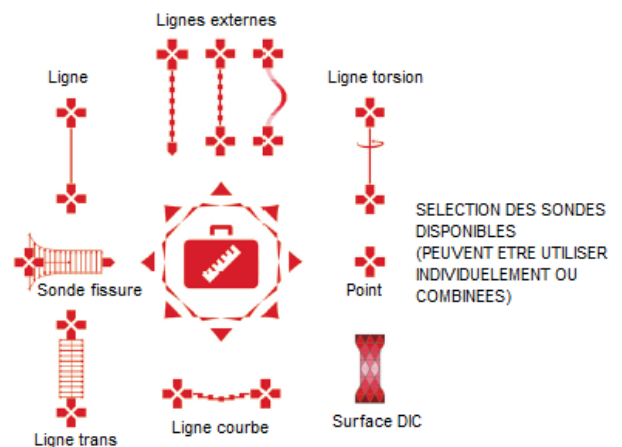 Lignes externes
Ligne
Ligne torsion
SELECTION DES SONDES
DISPONIBLES
(PEUVENT ETRE UTILISER
INDIVIDUELEMENT OU
COMBINEES)
Sonde fissure
Point
Ligne trans
Ligne courbe
Surface DIC